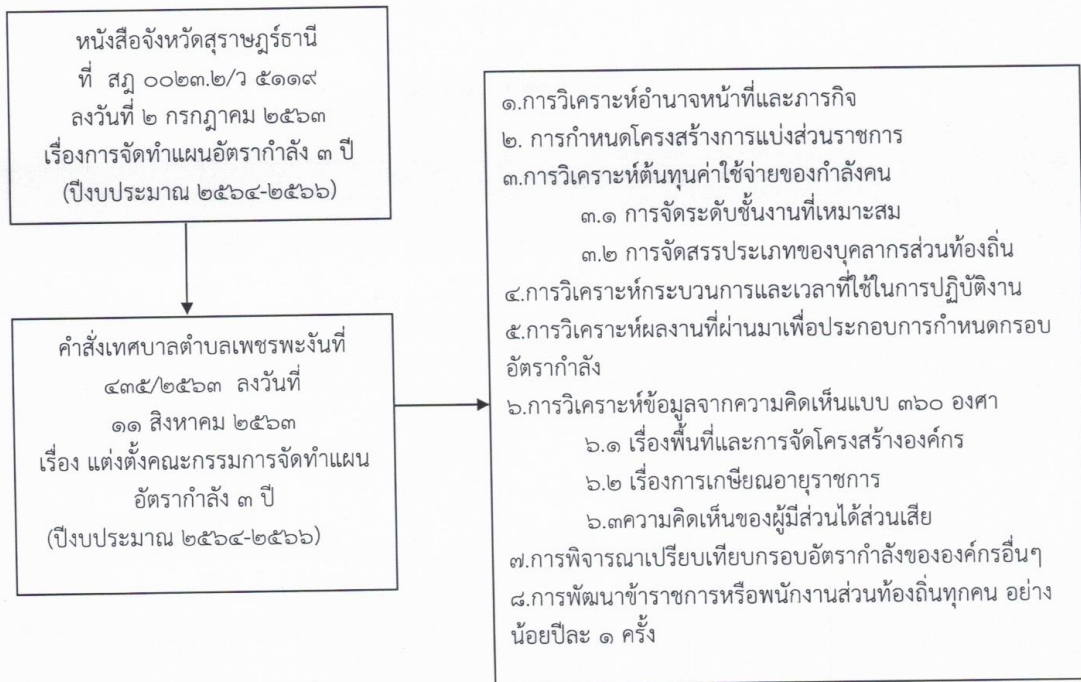 หนังสือจังหวัดสุราษฎร์ธานี
ที่ สฎ ๐๐๒๓.๒/ว ๕๑๑๙
ลงวันที่ ๒ กรกฎาคม ๒๕๖๓
เรื่องการจัดทำแผนอัตรากำลัง ๓ ปี
(ปีงบประมาณ ๒๕๖๔-๒๕๖๖)
คำสั่งเทศบาลตำบลเพชรพะงันที่
๔๓๕/๒๕๖๓ ลงวันที่
๑๑ สิงหาคม ๒๕๖๓
เรื่อง แต่งตั้งคณะกรรมการจัดทำแผน
อัตรากำลัง ๓ ปี
(ปีงบประมาณ ๒๕๖๔-๒๕๖๖)
๑.การวิเคราะห์อำนาจหน้าที่และภารกิจ
๒. การกำหนดโครงสร้างการแบ่งส่วนราชการ
๓.การวิเคราะห์ต้นทุนค่าใช้จ่ายของกำลังคน
๓.๑ การจัดระดับชั้นงานที่เหมาะสม
๓.๒ การจัดสรรประเภทของบุคลากรส่วนท้องถิ่น
๔.การวิเคราะห์กระบวนการและเวลาที่ใช้ในการปฏิบัติงาน
๕.การวิเคราะห์ผลงานที่ผ่านมาเพื่อประกอบการกำหนดกรอบ
อัตรากำลัง
๖.การวิเคราะห์ข้อมูลจากความคิดเห็นแบบ ๓๖๐ องศา
๖.๑ เรื่องพื้นที่และการจัดโครงสร้างองค์กร
๖.๒ เรื่องการเกษียณอายุราชการ
๖.๓ความคิดเห็นของผู้มีส่วนได้ส่วนเสีย
๗.การพิจารณาเปรียบเทียบกรอบอัตรากำลังขององค์กรอื่นๆ
๘.การพัฒนาข้าราชการหรือพนักงานส่วนท้องถิ่นทุกคน อย่าง
น้อยปีละ ๑ ครั้ง